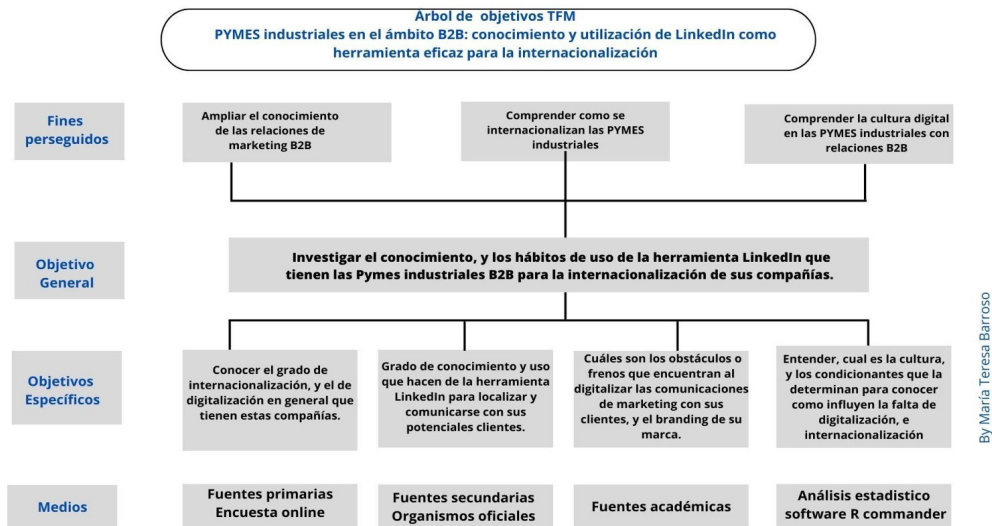 Árbol de objetivos TFM
PYMES industriales en el ámbito B2B: conocimiento y utilización de LinkedIn como
herramienta eficaz para la internacionalización
Fines
perseguidos
Ampliar el conocimiento
de las relaciones de
marketing B2B
Comprender como se
internacionalizan las PYMES
industriales
Comprender la cultura digital
en las PYMES industriales con
relaciones B2B
Objetivo
General
Investigar el conocimiento, y los hábitos de uso de la herramienta LinkedIn que
tienen las Pymes industriales B2B para la internacionalización de sus compañías.
Objetivos
Específicos
Conocer el grado de
internacionalización, y el de
digitalización en general que
tienen estas compañías.
Grado de conocimiento y uso
que hacen de la herramienta
LinkedIn para localizar y
comunicarse con sus
potenciales clientes.
Cuáles son los obstáculos o
frenos que encuentran al
digitalizar las comunicaciones
de marketing con sus
clientes, y el branding de su
marca.
Entender, cual es la cultura,
y los condicionantes que la
determinan para conocer
como influyen la falta de
digitalización, e
internacionalización
Medios
Fuentes primarias
Encuesta online
Fuentes secundarias
Organismos oficiales
Fuentes académicas
Análisis estadistico
software R commander
By María Teresa Barroso